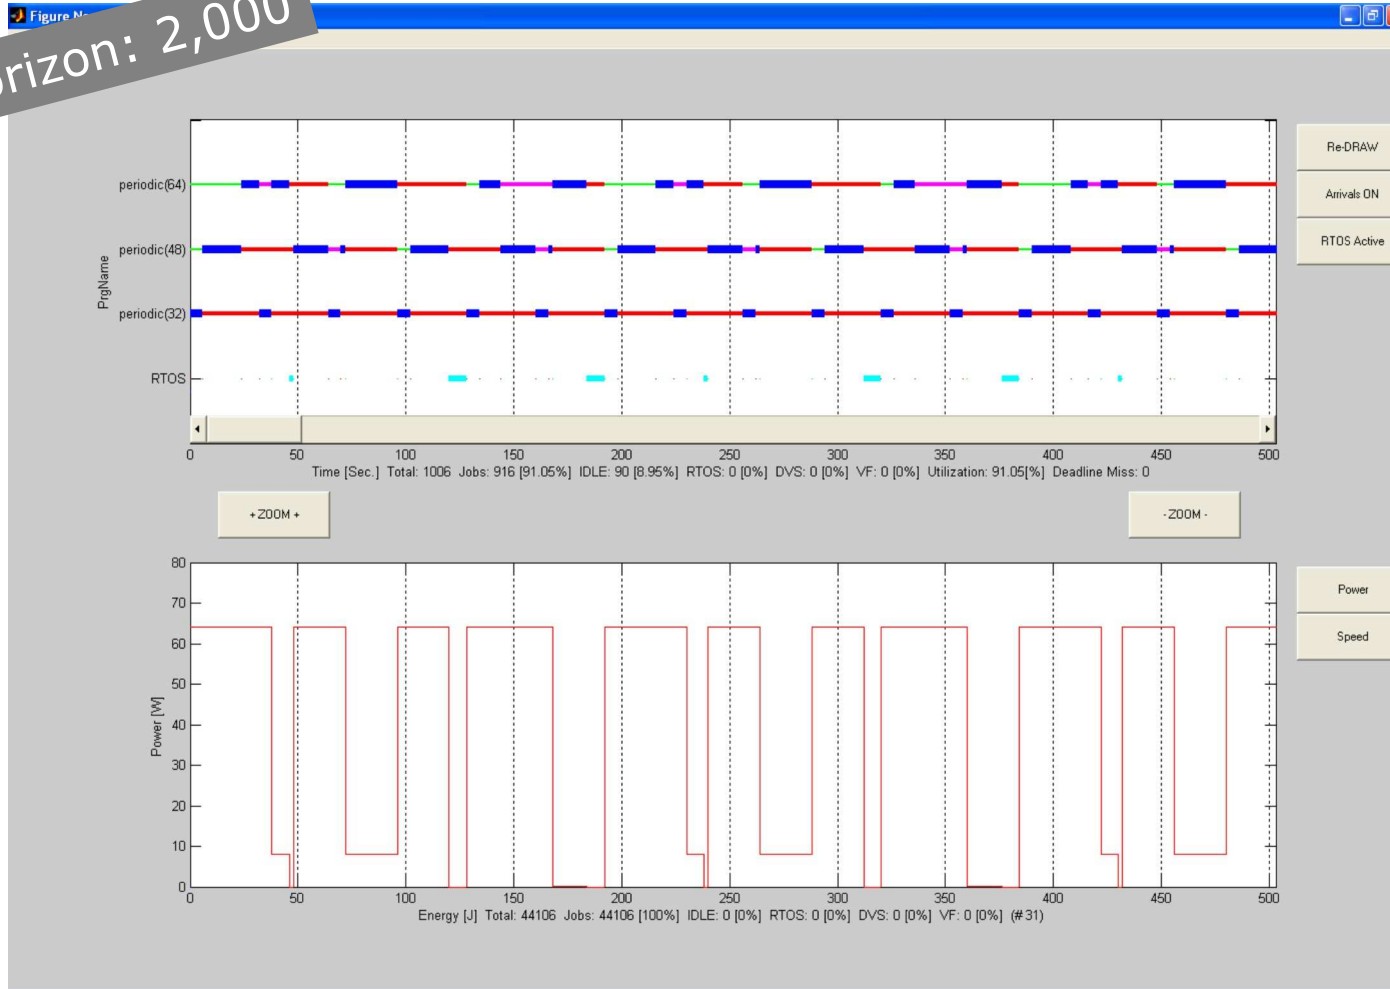 Figure
2,000
Re-DRAW
Arrivals ON
RTOS Active
PrgName
periodic(64)
periodic(48)
periodic(32)
RTOS
0 50 100 150 200 250 300 350 400 450 500
Time [Sec.] Total: 1006 Jobs: 916 [91.05%] IDLE: 90 [8.95%] RTOS: 0 [0%] DVS: 0 [0%] VF: 0 [0%] Utilization: 91.05[%] Deadline Miss: 0
+ ZOOM +
- ZOOM -
Power [W]
80
70
60
50
40
30
20
10
0
Power
Speed
0 50 100 150 200 250 300 350 400 450 500
Energy [J] Total: 44106 Jobs: 44106 [100%] IDLE: 0 [0%] RTOS: 0 [0%] DVS: 0 [0%] VF: 0 [0%] (#31)